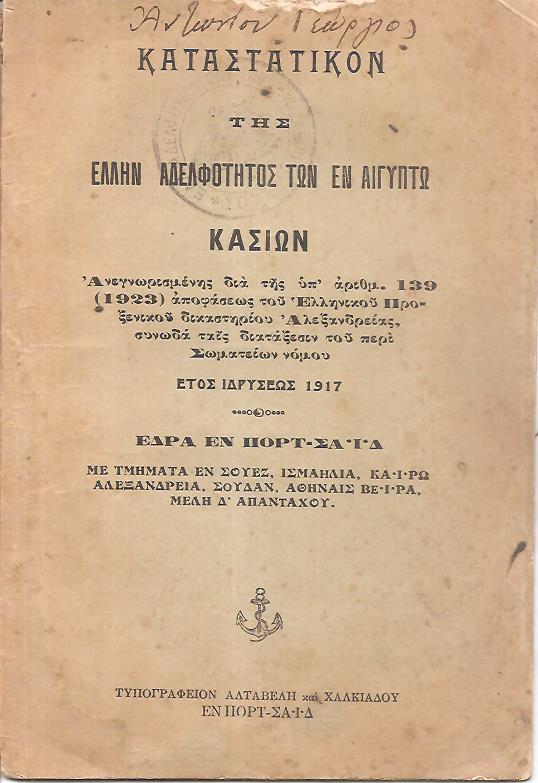 Αντωνίου Γεώργιος
ΚΑΤΑΣΤΑΤΙΚΟΝ
ΤΗΣ
ΕΛΛΗΝ ΑΔΕΛΦΟΤΗΤΟΣ ΤΩΝ ΕΝ ΑΙΓΥΠΤΩ
ΚΑΣΙΩΝ
Ἀνεγνωρισμένης διὰ τῆς ὑπ' ἀριθμ. 139
(1923) ἀποφάσεως τοῦ Ἑλληνικοῦ Προ-
ξενικοῦ δικαστηρίου Ἀλεξανδρείας,
συνωδά ταῖς διατάξεσιν τοῦ περὶ
Σωματείων νόμου
ΕΤΟΣ ΙΔΡΥΣΕΩΣ 1917
ΕΔΡΑ ΕΝ ΠΟΡΤ-ΣΑ·Ι·Δ
ΜΕ ΤΜΗΜΑΤΑ ΕΝ ΣΟΥΕΖ, ΙΣΜΑΗΛΙΑ, ΚΑ·Ι·ΡΩ
ΑΛΕΞΑΝΔΡΕΙΑ, ΣΟΥΔΑΝ, ΑΘΗΝΑΙΣ ΒΕ·Ι·ΡΑ,
ΜΕΛΗ Δ' ΑΠΑΝΤΑΧΟΥ.
ΤΥΠΟΓΡΑΦΕΙΟΝ ΑΛΤΑΒΕΛΗ καὶ ΧΑΛΚΙΑΔΟΥ
ΕΝ ΠΟΡΤ-ΣΑ·Ι·Δ